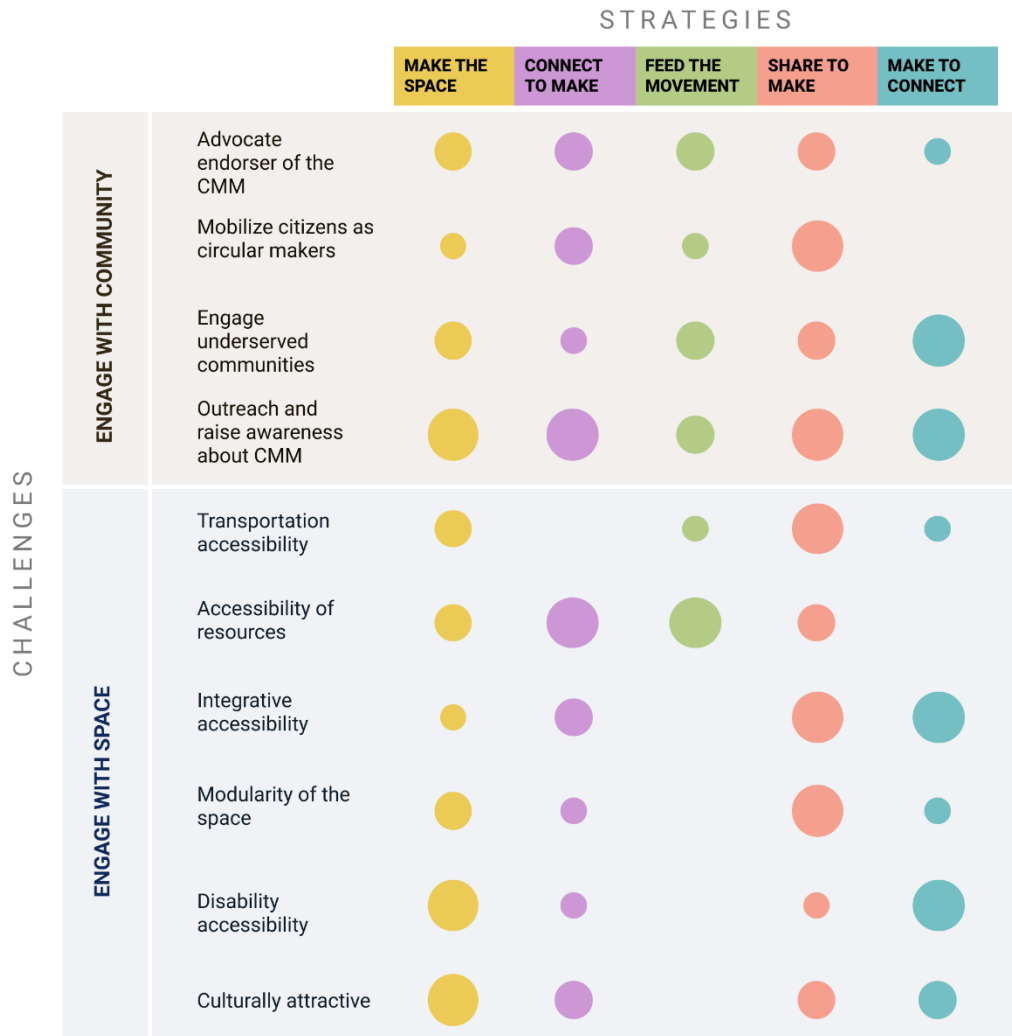 STRATEGIES
MAKE THE
SPACE
CONNECT
TO MAKE
FEED THE
MOVEMENT
SHARE TO
MAKE
MAKE TO
CONNECT
CHALLENGES
ENGAGE WITH COMMUNITY
Advocate
endorser of the
CMM
Mobilize citizens as
circular makers
Engage
underserved
communities
Outreach and
raise awareness
about CMM
ENGAGE WITH SPACE
Transportation
accessibility
Accessibility of
resources
Integrative
accessibility
Modularity of the
space
Disability
accessibility
Culturally attractive